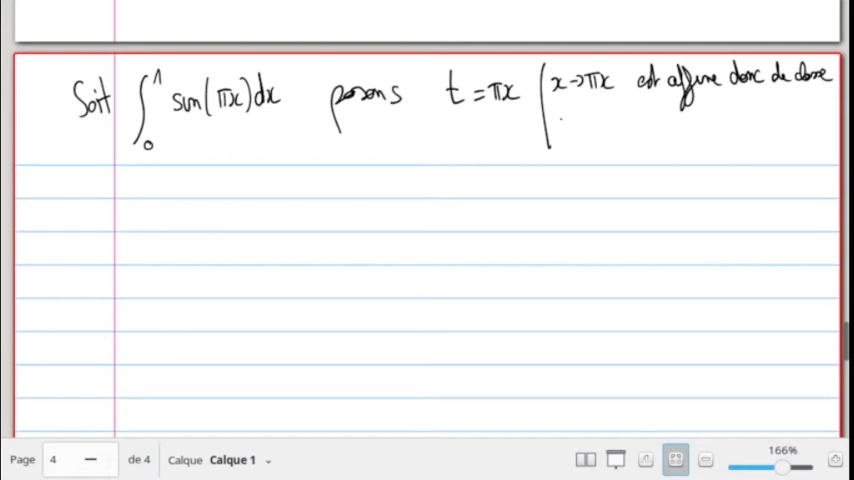 Soit ∫₀¹ sin(πx)dx posons t = πx | x→πx est affine donc de classe
Page 4 de 4 Calque Calque 1 166%